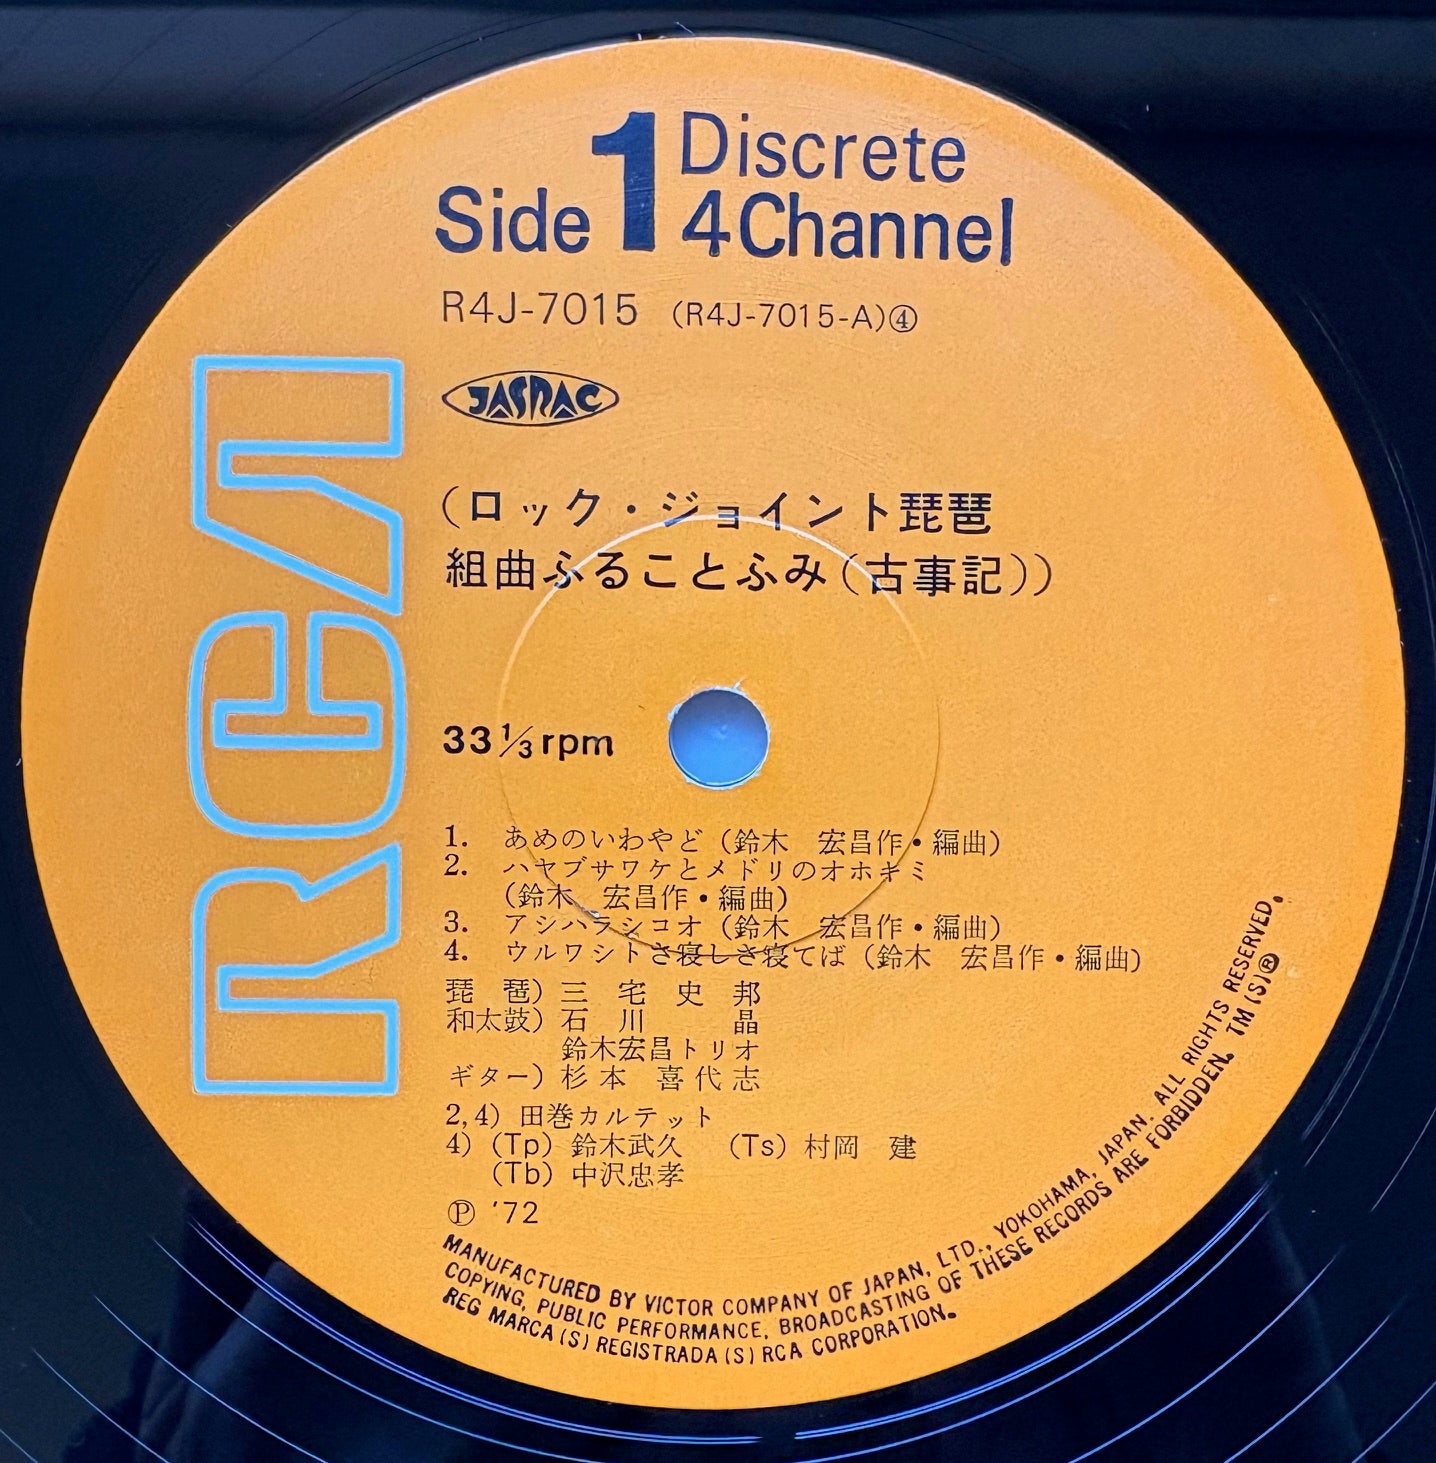 Side 1 Discrete
4Channel
R4J-7015 (R4J-7015-A)④
JASRAC
RCA
(ロック・ジョイント琵琶
組曲ふることふみ(古事記))
33 1/3 rpm
1. あめのいわやど (鈴木 宏昌作・編曲)
2. ハヤブサワケとメドリのオホキミ
(鈴木 宏昌作・編曲)
3. アシハラシコオ (鈴木 宏昌作・編曲)
4. ウルワシトさ寝しさ寝てば (鈴木 宏昌作・編曲)
琵 琶) 三 宅 史 邦
和太鼓) 石 川 晶
鈴木宏昌トリオ
ギター) 杉 本 喜 代 志
2,4) 田巻カルテット
4) (Tp) 鈴木武久 (Ts) 村岡 建
(Tb) 中沢忠孝
Ⓟ '72
MANUFACTURED BY VICTOR COMPANY OF JAPAN, LTD., YOKOHAMA, JAPAN. ALL RIGHTS RESERVED.
COPYING, PUBLIC PERFORMANCE, BROADCASTING OF THESE RECORDS ARE FORBIDDEN. TM (S)®
REG MARCA (S) REGISTRADA (S) RCA CORPORATION.